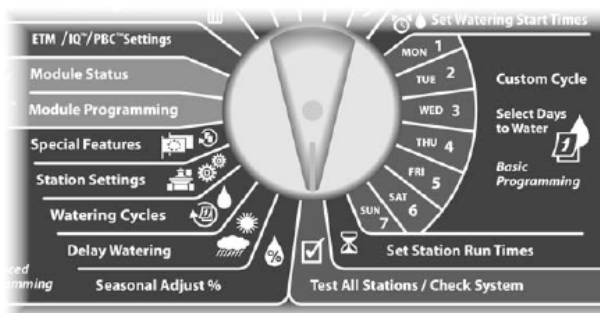 Set Watering Start Times
ETM /IQ™/PBC™Settings
Module Status
Module Programming
Special Features
Station Settings
Watering Cycles
Delay Watering
Seasonal Adjust %
MON 1
TUE 2
WED 3
THU 4
FRI 5
SAT 6
SUN 7
Custom Cycle
Select Days
to Water
1
Basic
Programming
Set Station Run Times
Test All Stations / Check System
%